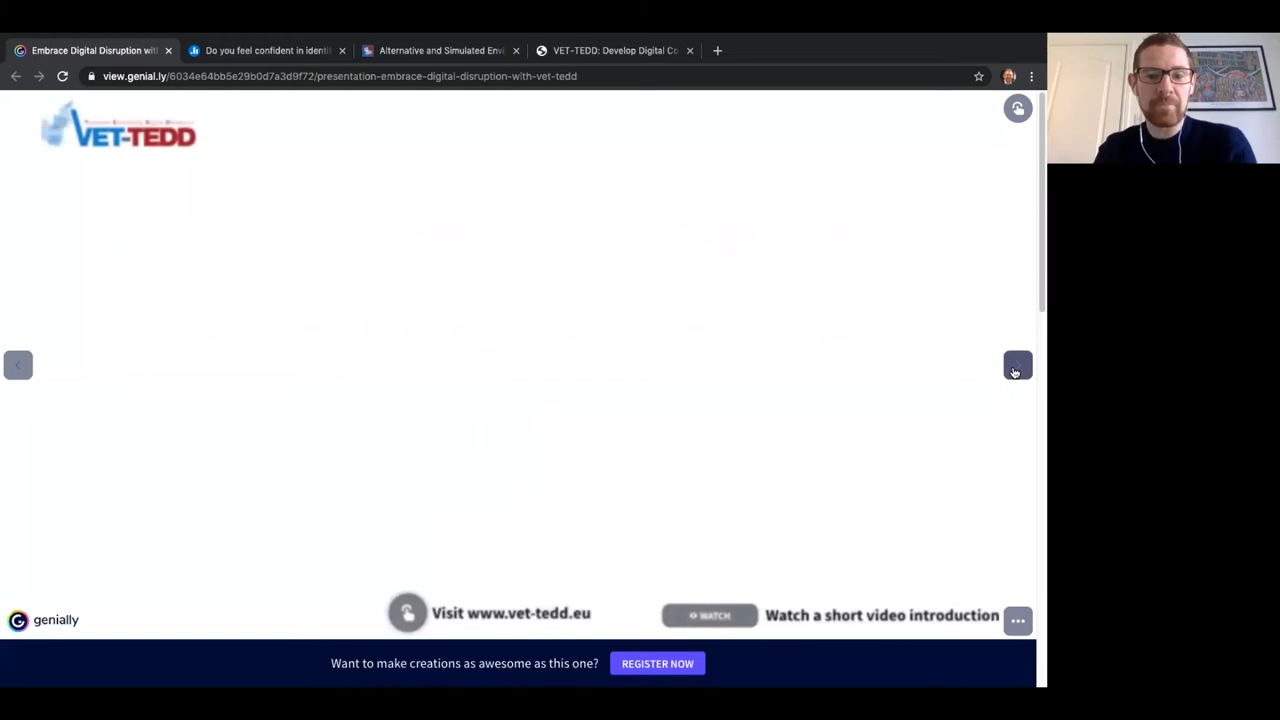 Embrace Digital Disruption wit
Do you feel confident in identi
Alternative and Simulated Envi
VET-TEDD: Develop Digital Co
view.genial.ly/6034e64bb5e29b0d7a3d9f72/presentation-embrace-digital-disruption-with-vet-tedd
VET-TEDD
Visit www.vet-tedd.eu
WATCH
Watch a short video introduction
genially
Want to make creations as awesome as this one?
REGISTER NOW